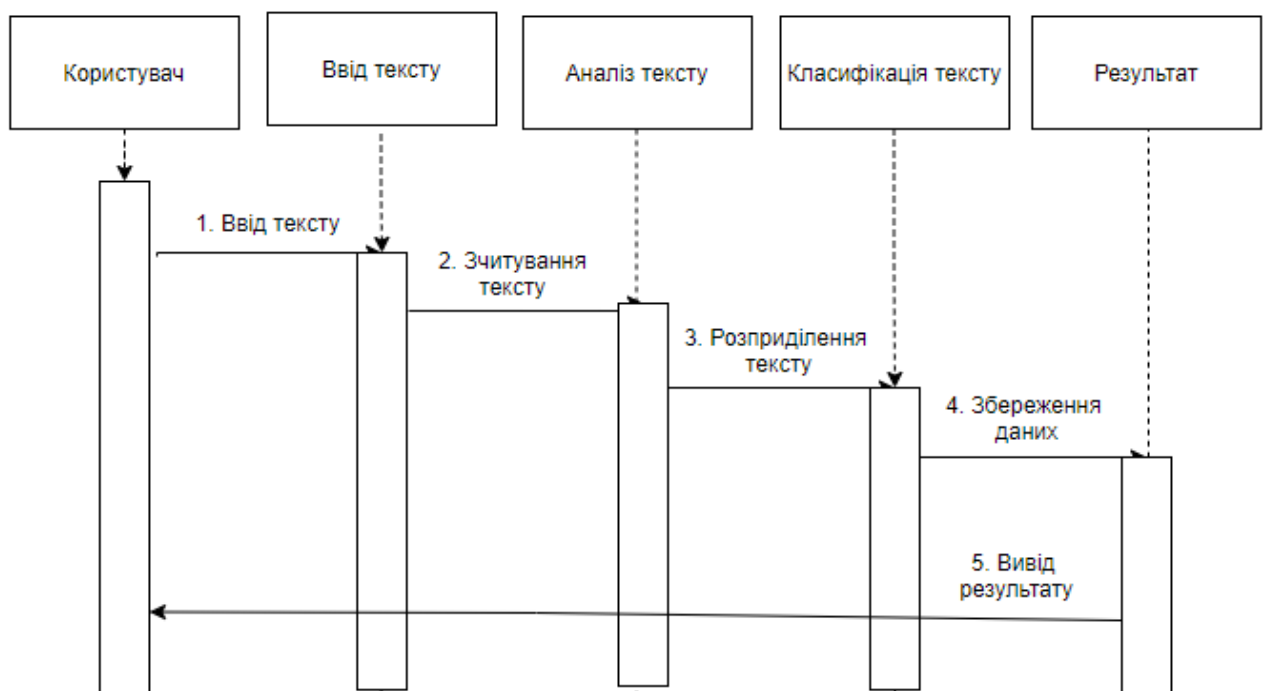 Користувач
Ввід тексту
Аналіз тексту
Класифікація тексту
Результат
1. Ввід тексту
2. Зчитування
тексту
3. Розприділення
тексту
4. Збереження
даних
5. Вивід
результату